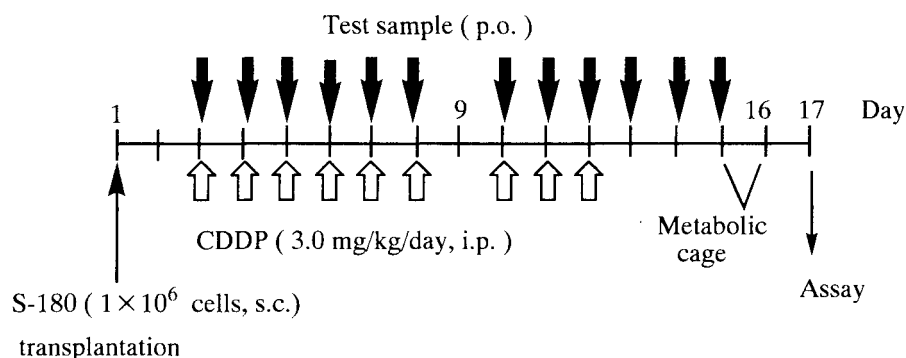 Test sample ( p.o. )
1 9 16 17 Day
CDDP ( 3.0 mg/kg/day, i.p. )
Metabolic
cage
S-180 ( 1×10⁶ cells, s.c.)
transplantation
Assay